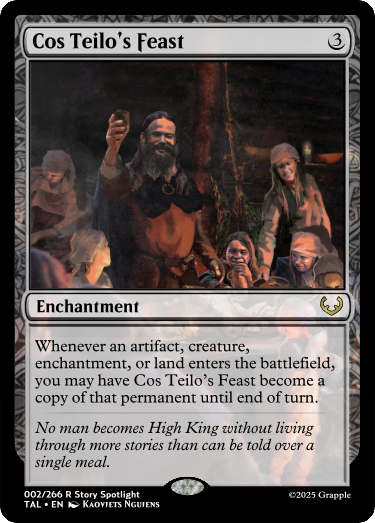 Cos Teilo's Feast 3
Enchantment
Whenever an artifact, creature,
enchantment, or land enters the battlefield,
you may have Cos Teilo's Feast become a
copy of that permanent until end of turn.
No man becomes High King without living
through more stories than can be told over a
single meal.
002/266 R Story Spotlight
TAL • EN Kaoviets Nguiens
©2025 Grapple